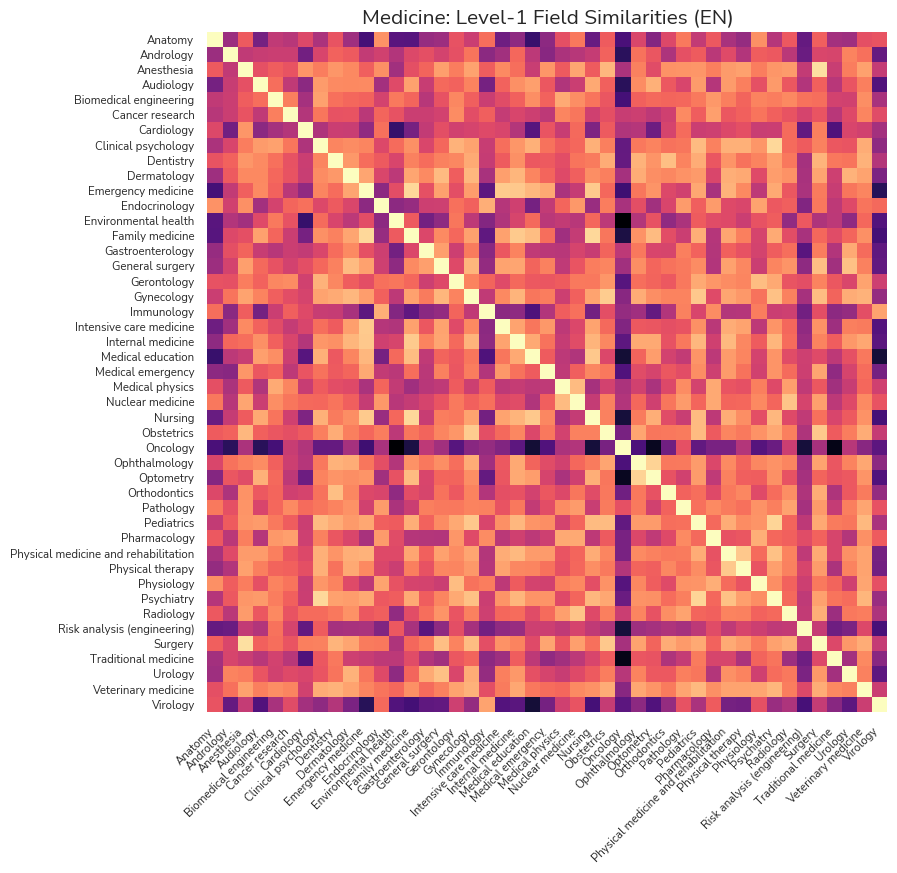 Medicine: Level-1 Field Similarities (EN)
Anatomy
Andrology
Anesthesia
Audiology
Biomedical engineering
Cancer research
Cardiology
Clinical psychology
Dentistry
Dermatology
Emergency medicine
Endocrinology
Environmental health
Family medicine
Gastroenterology
General surgery
Gerontology
Gynecology
Immunology
Intensive care medicine
Internal medicine
Medical education
Medical emergency
Medical physics
Nuclear medicine
Nursing
Obstetrics
Oncology
Ophthalmology
Optometry
Orthodontics
Pathology
Pediatrics
Pharmacology
Physical medicine and rehabilitation
Physical therapy
Physiology
Psychiatry
Radiology
Risk analysis (engineering)
Surgery
Traditional medicine
Urology
Veterinary medicine
Virology
Anatomy
Andrology
Anesthesia
Audiology
Biomedical engineering
Cancer research
Cardiology
Clinical psychology
Dentistry
Dermatology
Emergency medicine
Endocrinology
Environmental health
Family medicine
Gastroenterology
General surgery
Gerontology
Gynecology
Immunology
Intensive care medicine
Internal medicine
Medical education
Medical emergency
Medical physics
Nuclear medicine
Nursing
Obstetrics
Oncology
Ophthalmology
Optometry
Orthodontics
Pathology
Pediatrics
Pharmacology
Physical medicine and rehabilitation
Physical therapy
Physiology
Psychiatry
Radiology
Risk analysis (engineering)
Surgery
Traditional medicine
Urology
Veterinary medicine
Virology